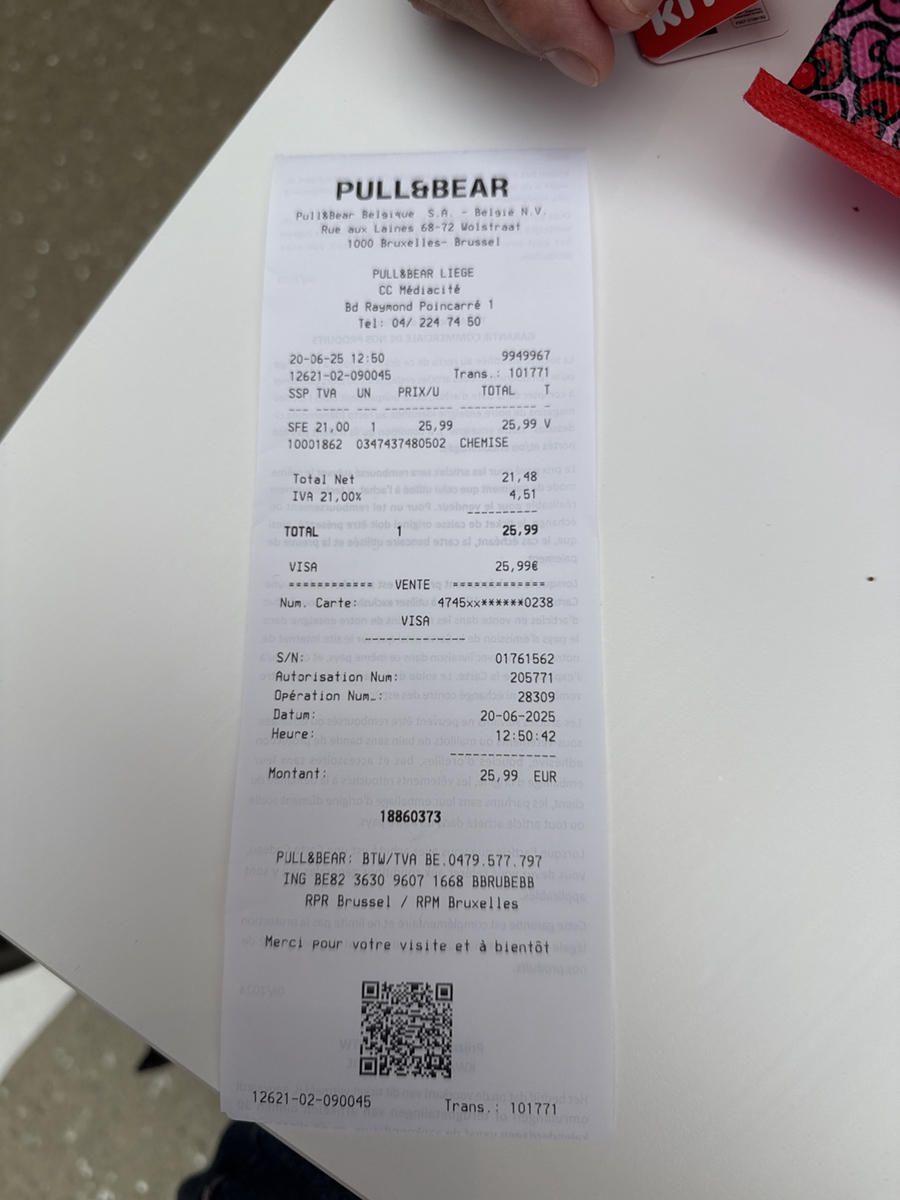 KIT
PULL&BEAR
Pull&Bear Belgique S.A. - België N.V.
Rue aux Laines 68-72 Wolstraat
1000 Bruxelles- Brussel
PULL&BEAR LIEGE
CC Médiacité
Bd Raymond Poincarré 1
Tel: 04/ 224 74 50
20-06-25 12:50 9949967
12621-02-090045 Trans.: 101771
SSP TVA UN PRIX/U TOTAL T
--- ----- --- ---------- ---------- -
SFE 21,00 1 25,99 25,99 V
10001862 0347437480502 CHEMISE
Total Net 21,48
IVA 21,00% 4,51
----------
TOTAL 1 25,99
VISA 25,99€
============ VENTE =============
Num. Carte: 4745xx******0238
VISA
--------------
S/N: 01761562
Autorisation Num: 205771
Opération Num.: 28309
Datum: 20-06-2025
Heure: 12:50:42
--------------
Montant: 25,99 EUR
18860373
PULL&BEAR: BTW/TVA BE.0479.577.797
ING BE82 3630 9607 1668 BBRUBEBB
RPR Brussel / RPM Bruxelles
Merci pour votre visite et à bientôt
12621-02-090045 Trans.: 101771